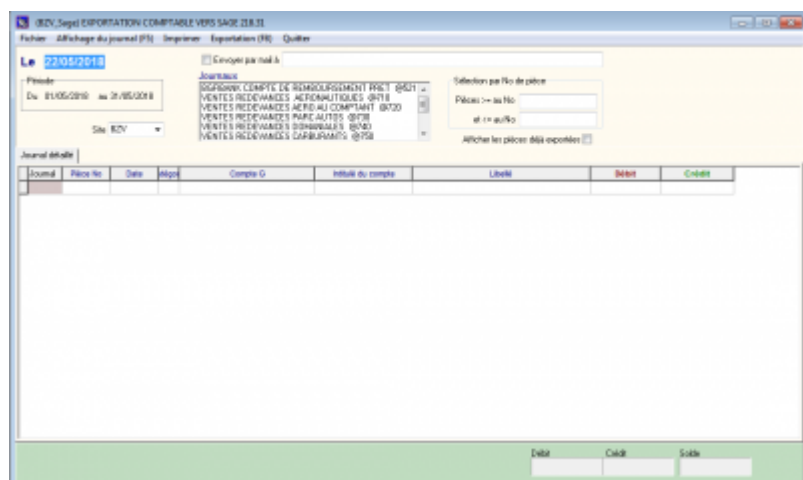 (BZV,Sage) EXPORTATION COMPTABLE VERS SAGE 218.31
Fichier Affichage du journal (F5) Imprimer Exportation (F8) Quitter
Le 22/05/2018
Envoyer par mail à
Période
Du 01/05/2018 au 31/05/2018
Site BZV
Journaux
COMPTE DE REMBOURSEMENT PRET @521
VENTES REDEVANCES AERONAUTIQUES @710
VENTES REDEVANCES AERO AU COMPTANT @720
VENTES REDEVANCES PARC AUTOS @730
VENTES REDEVANCES DOMANIALES @740
VENTES REDEVANCES CARBURANTS @750
Sélection par No de pièce
Pièces >= au No
et <= au No
Afficher les pièces déjà exportées
Journal détaillé
Journal Pièce No Date Compte G Intitulé du compte Libellé Débit Crédit
Débit Crédit Solde